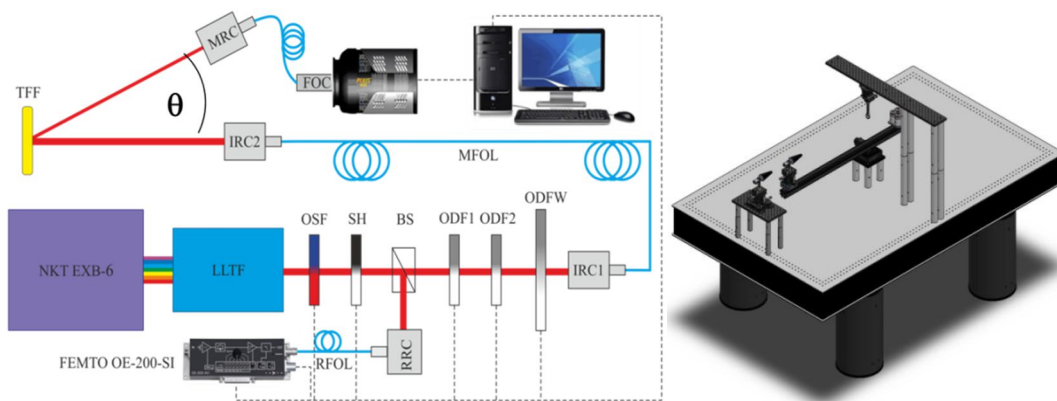 MRC
FOC
TFF
θ
IRC2
MFOL
OSF
SH
BS
ODF1
ODF2
ODFW
NKT EXB-6
LLTF
IRC1
FEMTO OE-200-SI
RFOL
RRC